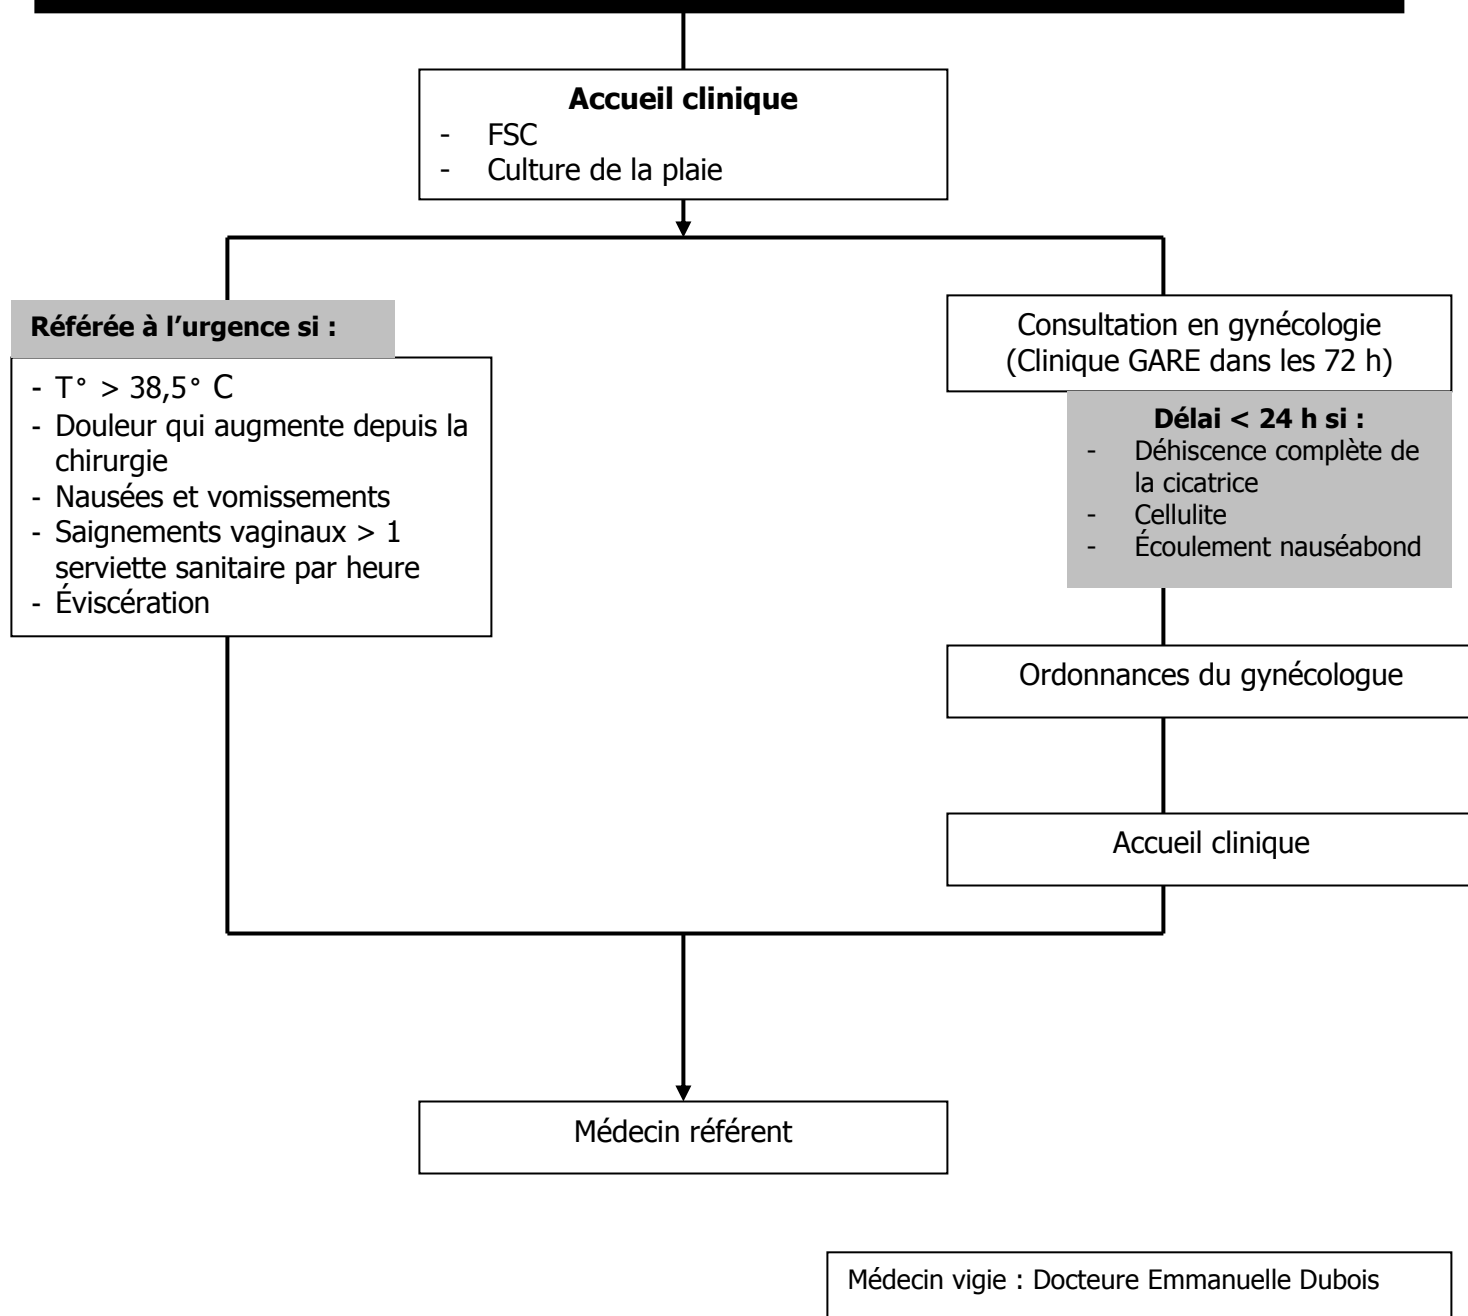 Accueil clinique
- FSC
- Culture de la plaie
Référée à l’urgence si :
- T° > 38,5° C
- Douleur qui augmente depuis la
chirurgie
- Nausées et vomissements
- Saignements vaginaux > 1
serviette sanitaire par heure
- Éviscération
Consultation en gynécologie
(Clinique GARE dans les 72 h)
Délai < 24 h si :
- Déhiscence complète de
la cicatrice
- Cellulite
- Écoulement nauséabond
Ordonnances du gynécologue
Accueil clinique
Médecin référent
Médecin vigie : Docteure Emmanuelle Dubois